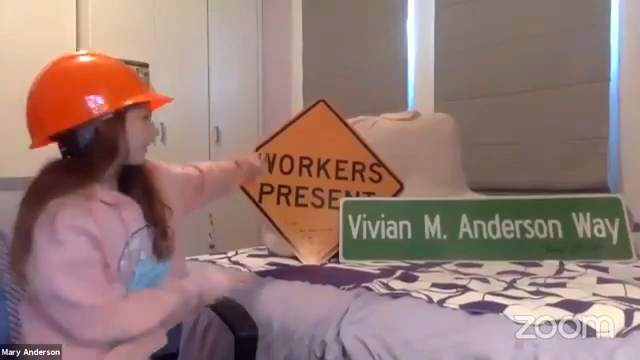 WORKERS
PRESENT
Vivian M. Anderson Way
Mary Anderson
zoom